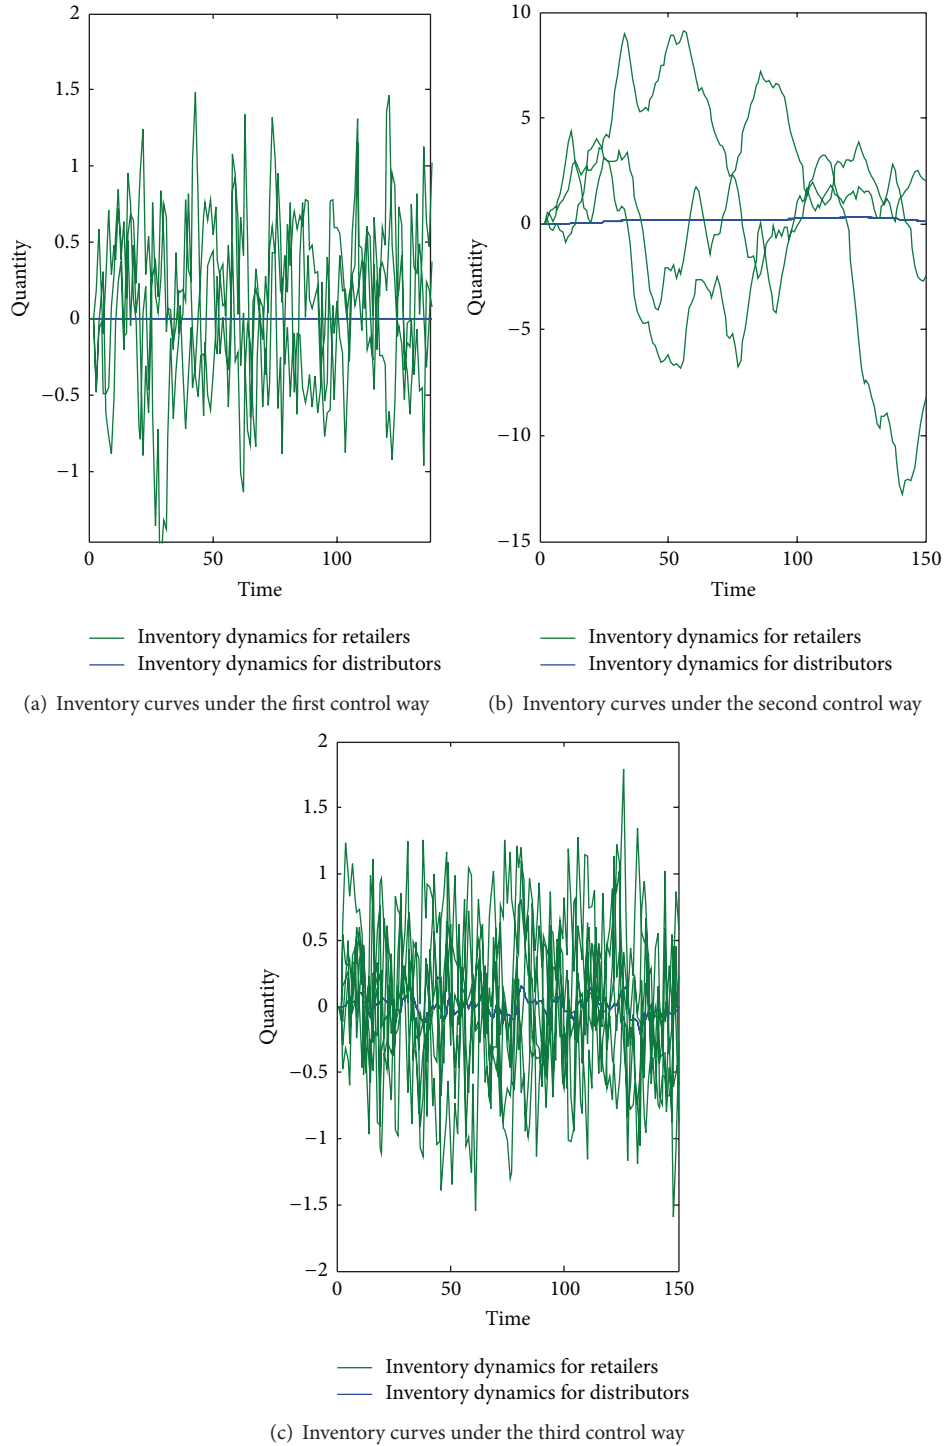 2
1.5
1
0.5
0
−0.5
−1
Quantity
0
50
100
Time
Inventory dynamics for retailers
Inventory dynamics for distributors
(a) Inventory curves under the first control way
10
5
0
−5
−10
−15
Quantity
0
50
100
150
Time
Inventory dynamics for retailers
Inventory dynamics for distributors
(b) Inventory curves under the second control way
2
1.5
1
0.5
0
−0.5
−1
−1.5
−2
Quantity
0
50
100
150
Time
Inventory dynamics for retailers
Inventory dynamics for distributors
(c) Inventory curves under the third control way